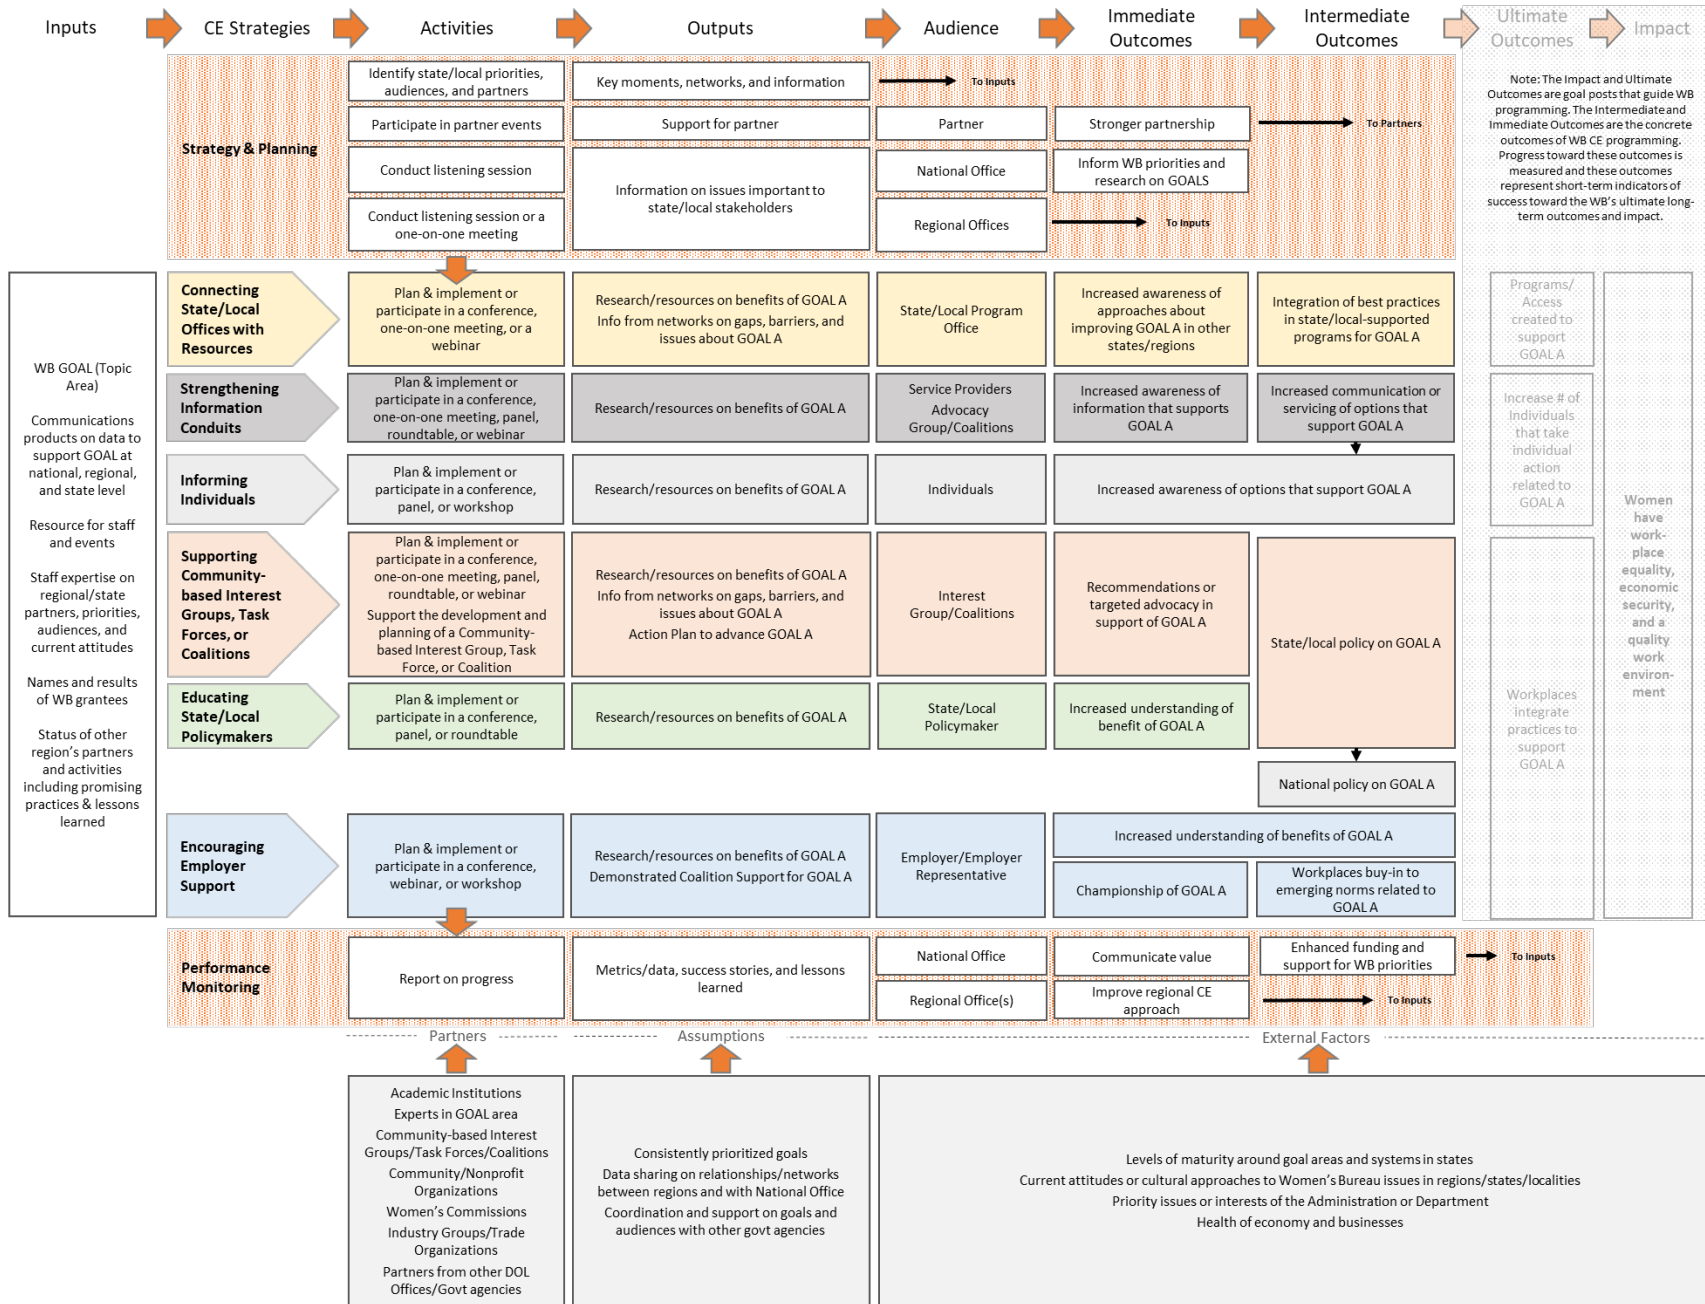 Inputs
CE Strategies
Activities
Outputs
Audience
Immediate
Outcomes
Intermediate
Outcomes
Ultimate
Outcomes
Impact
Strategy & Planning
Identify state/local priorities,
audiences, and partners
Key moments, networks, and information
To Inputs
Participate in partner events
Support for partner
Partner
Stronger partnership
To Partners
Conduct listening session
Information on issues important to
state/local stakeholders
National Office
Inform WB priorities and
research on GOALS
Conduct listening session or a
one-on-one meeting
Regional Offices
To Inputs
Note: The Impact and Ultimate
Outcomes are goal posts that guide WB
programming. The Intermediate and
Immediate Outcomes are the concrete
outcomes of WB CE programming.
Progress toward these outcomes is
measured and these outcomes
represent short-term indicators of
success toward the WB's ultimate long-
term outcomes and impact.
WB GOAL (Topic
Area)
Communications
products on data to
support GOAL at
national, regional,
and state level
Resource for staff
and events
Staff expertise on
regional/state
partners, priorities,
audiences, and
current attitudes
Names and results
of WB grantees
Status of other
region's partners
and activities
including promising
practices & lessons
learned
Connecting
State/Local
Offices with
Resources
Plan & implement or
participate in a conference,
one-on-one meeting, or a
webinar
Research/resources on benefits of GOAL A
Info from networks on gaps, barriers, and
issues about GOAL A
State/Local Program
Office
Increased awareness of
approaches about
improving GOAL A in other
states/regions
Integration of best practices
in state/local-supported
programs for GOAL A
Programs/
Access
created to
support
GOAL A
Strengthening
Information
Conduits
Plan & implement or
participate in a conference,
one-on-one meeting, panel,
roundtable, or webinar
Research/resources on benefits of GOAL A
Service Providers
Advocacy
Group/Coalitions
Increased awareness of
information that supports
GOAL A
Increased communication or
servicing of options that
support GOAL A
Increase # of
Individuals
that take
individual
action
related to
GOAL A
Informing
Individuals
Plan & implement or
participate in a conference,
panel, or workshop
Research/resources on benefits of GOAL A
Individuals
Increased awareness of options that support GOAL A
Supporting
Community-
based Interest
Groups, Task
Forces, or
Coalitions
Plan & implement or
participate in a conference,
one-on-one meeting, panel,
roundtable, or webinar
Support the development and
planning of a Community-
based Interest Group, Task
Force, or Coalition
Research/resources on benefits of GOAL A
Info from networks on gaps, barriers, and
issues about GOAL A
Action Plan to advance GOAL A
Interest
Group/Coalitions
Recommendations or
targeted advocacy in
support of GOAL A
State/local policy on GOAL A
Workplaces
integrate
practices to
support
GOAL A
Women
have
work-
place
equality,
economic
security,
and a
quality
work
environ-
ment
Educating
State/Local
Policymakers
Plan & implement or
participate in a conference,
panel, or roundtable
Research/resources on benefits of GOAL A
State/Local
Policymaker
Increased understanding of
benefit of GOAL A
National policy on GOAL A
Encouraging
Employer
Support
Plan & implement or
participate in a conference,
webinar, or workshop
Research/resources on benefits of GOAL A
Demonstrated Coalition Support for GOAL A
Employer/Employer
Representative
Increased understanding of benefits of GOAL A
Championship of GOAL A
Workplaces buy-in to
emerging norms related to
GOAL A
Performance
Monitoring
Report on progress
Metrics/data, success stories, and lessons
learned
National Office
Communicate value
Enhanced funding and
support for WB priorities
To Inputs
Regional Office(s)
Improve regional CE
approach
To Inputs
Partners
Assumptions
External Factors
Academic Institutions
Experts in GOAL area
Community-based Interest
Groups/Task Forces/Coalitions
Community/Nonprofit
Organizations
Women's Commissions
Industry Groups/Trade
Organizations
Partners from other DOL
Offices/Govt agencies
Consistently prioritized goals
Data sharing on relationships/networks
between regions and with National Office
Coordination and support on goals and
audiences with other govt agencies
Levels of maturity around goal areas and systems in states
Current attitudes or cultural approaches to Women's Bureau issues in regions/states/localities
Priority issues or interests of the Administration or Department
Health of economy and businesses